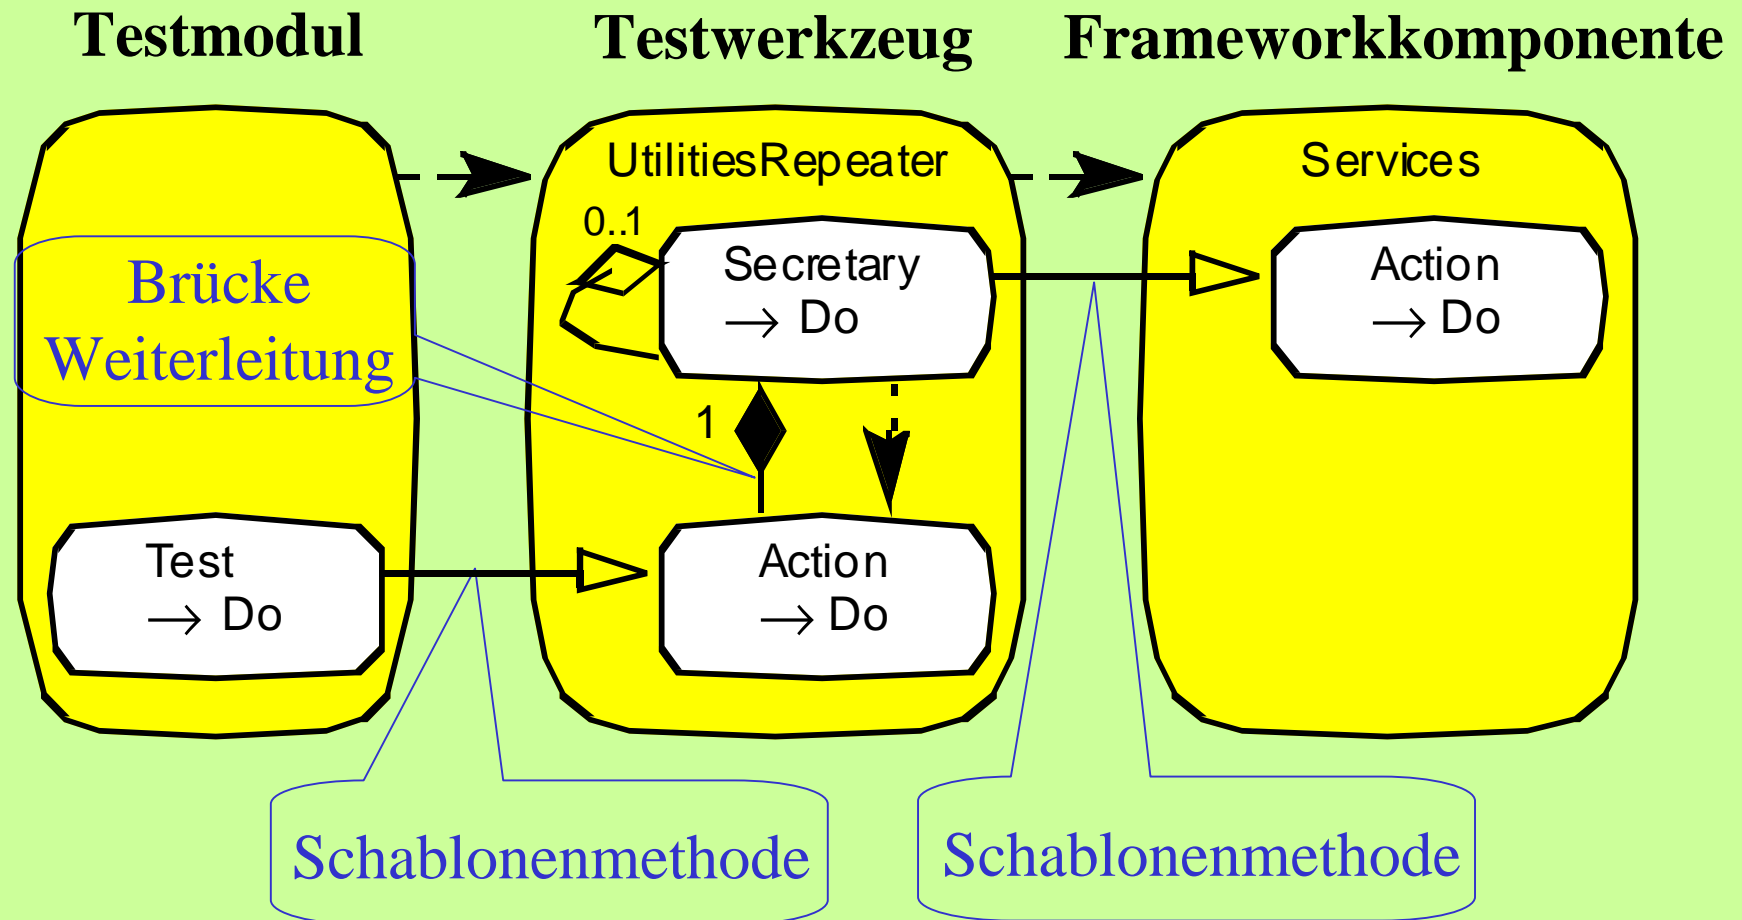 Testmodul
Testwerkzeug
Frameworkkomponente
UtilitiesRepeater
Services
0..1
Secretary
→ Do
Action
→ Do
Brücke
Weiterleitung
1
Test
→ Do
Action
→ Do
Schablonenmethode
Schablonenmethode